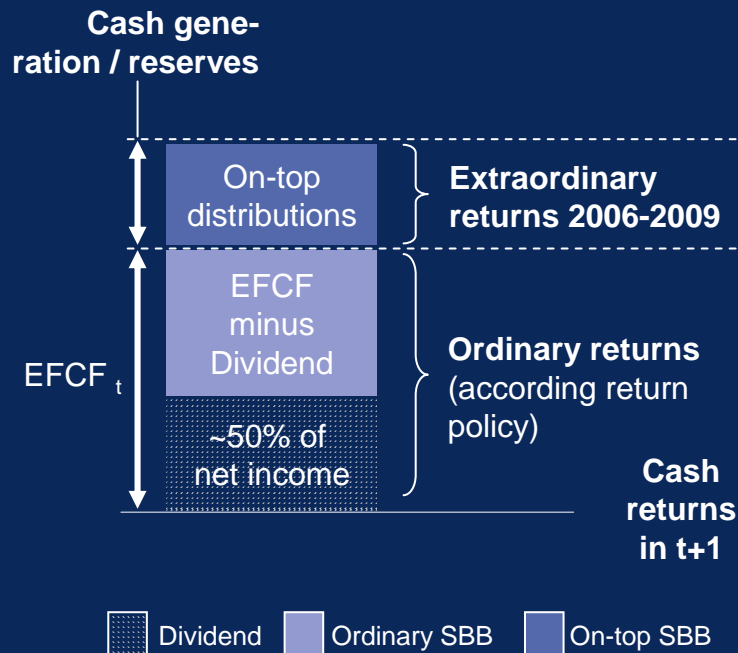 Cash gene-
ration / reserves
On-top
distributions
Extraordinary
returns 2006-2009
EFCF
minus
Dividend
EFCF t
Ordinary returns
(according return
policy)
~50% of
net income
Cash
returns
in t+1
Dividend
Ordinary SBB
On-top SBB